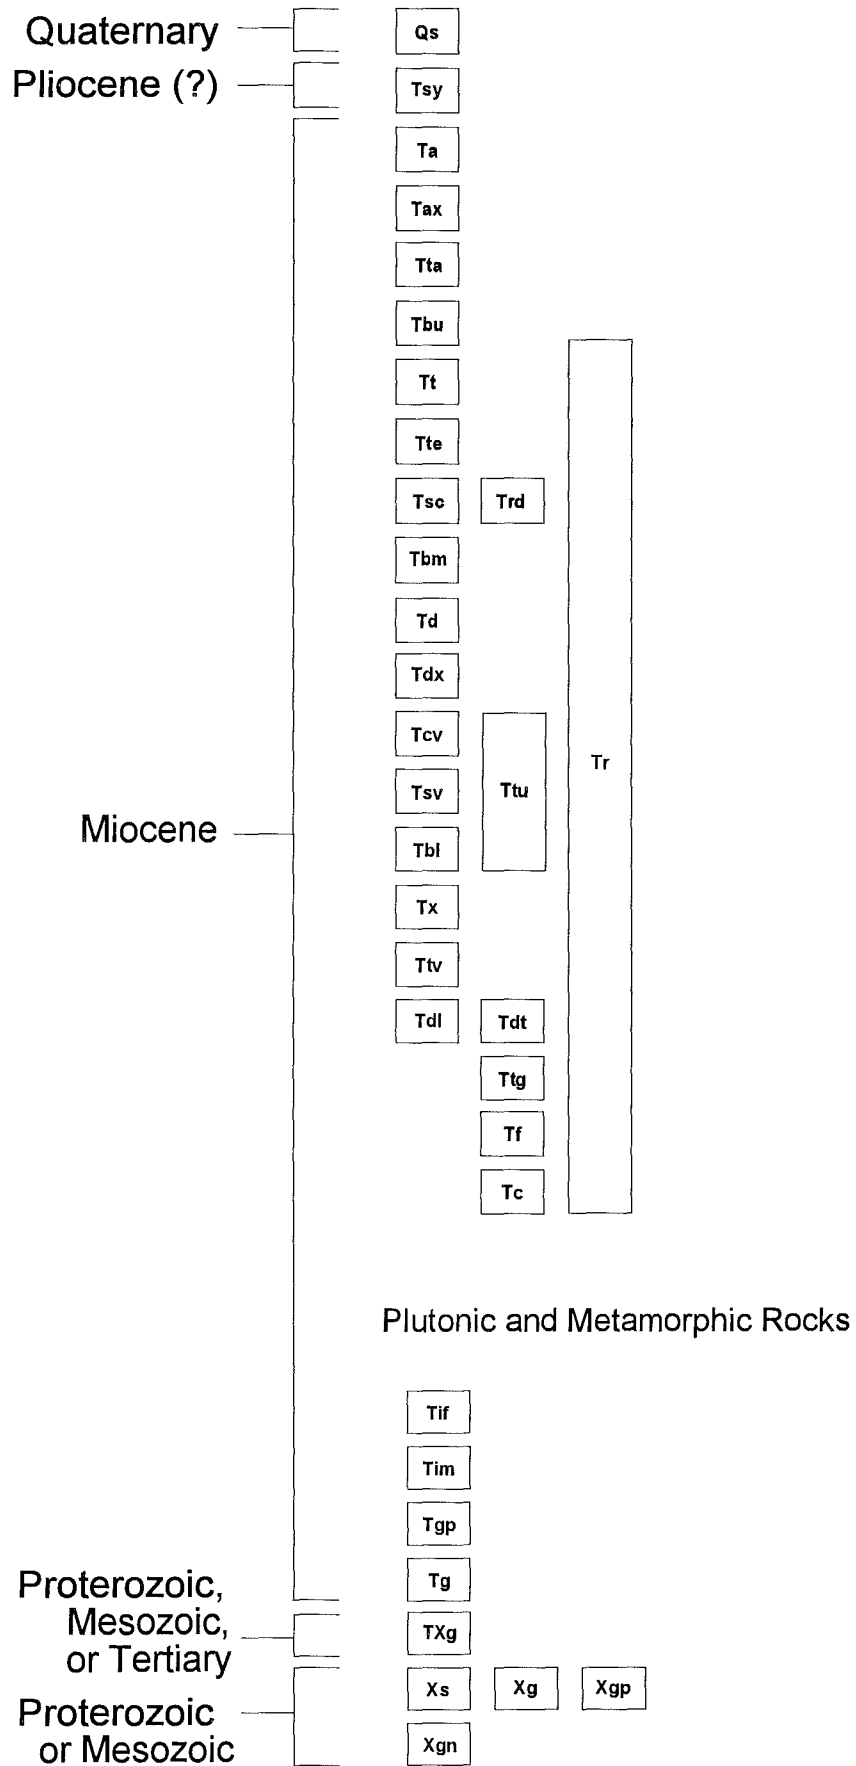 Quaternary
Qs
Pliocene (?)
Tsy
Ta
Tax
Tta
Tbu
Tt
Tte
Tsc Trd
Tbm
Td
Tdx
Tcv
Tr
Tsv Ttu
Miocene
Tbl
Tx
Ttv
Tdl Tdt
Ttg
Tf
Tc
Plutonic and Metamorphic Rocks
Tif
Tim
Tgp
Tg
Proterozoic,
Mesozoic,
or Tertiary
TXg
Xs Xg Xgp
Proterozoic
or Mesozoic
Xgn